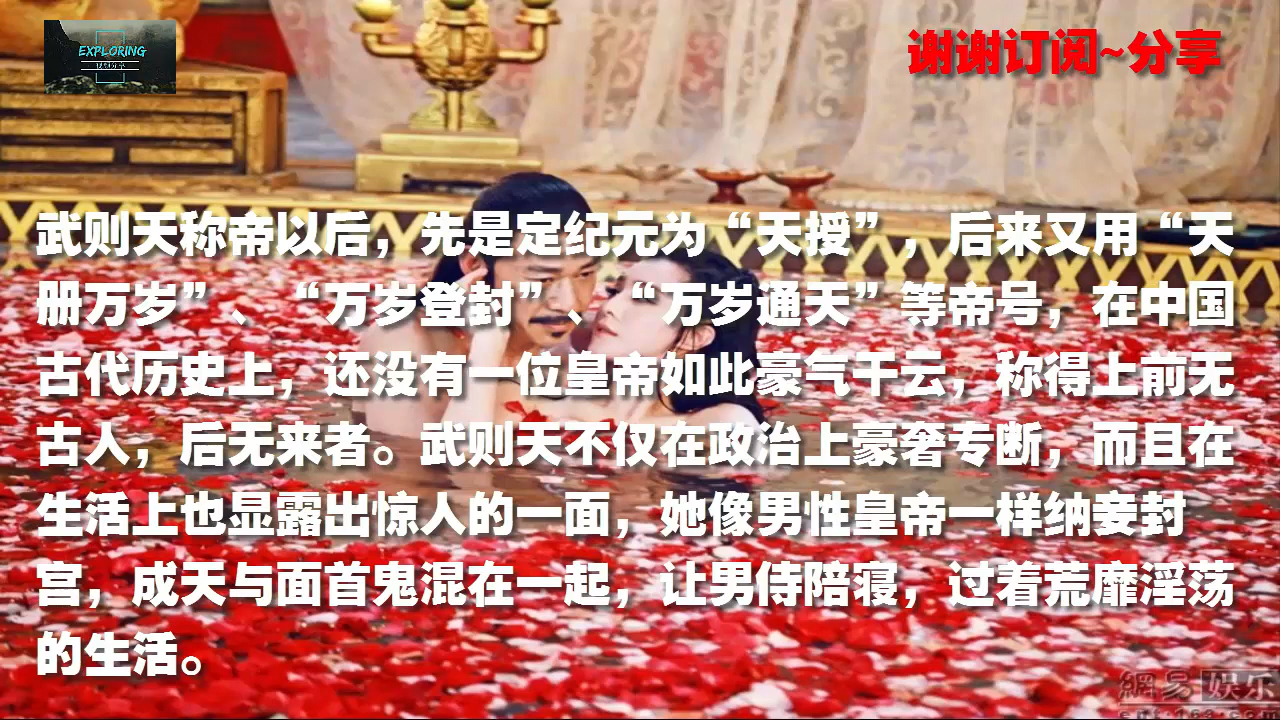 EXPLORING
谢谢订阅~分享
武则天称帝以后，先是定纪元为“天授”，后来又用“天
册万岁”、“万岁登封”、“万岁通天”等帝号，在中国
古代历史上，还没有一位皇帝如此豪气干云，称得上前无
古人，后无来者。武则天不仅在政治上豪奢专断，而且在
生活上也显露出惊人的一面，她像男性皇帝一样纳妾封
宫，成天与面首鬼混在一起，让男侍陪寝，过着荒靡淫荡
的生活。
網易 娱乐
ent.163.com